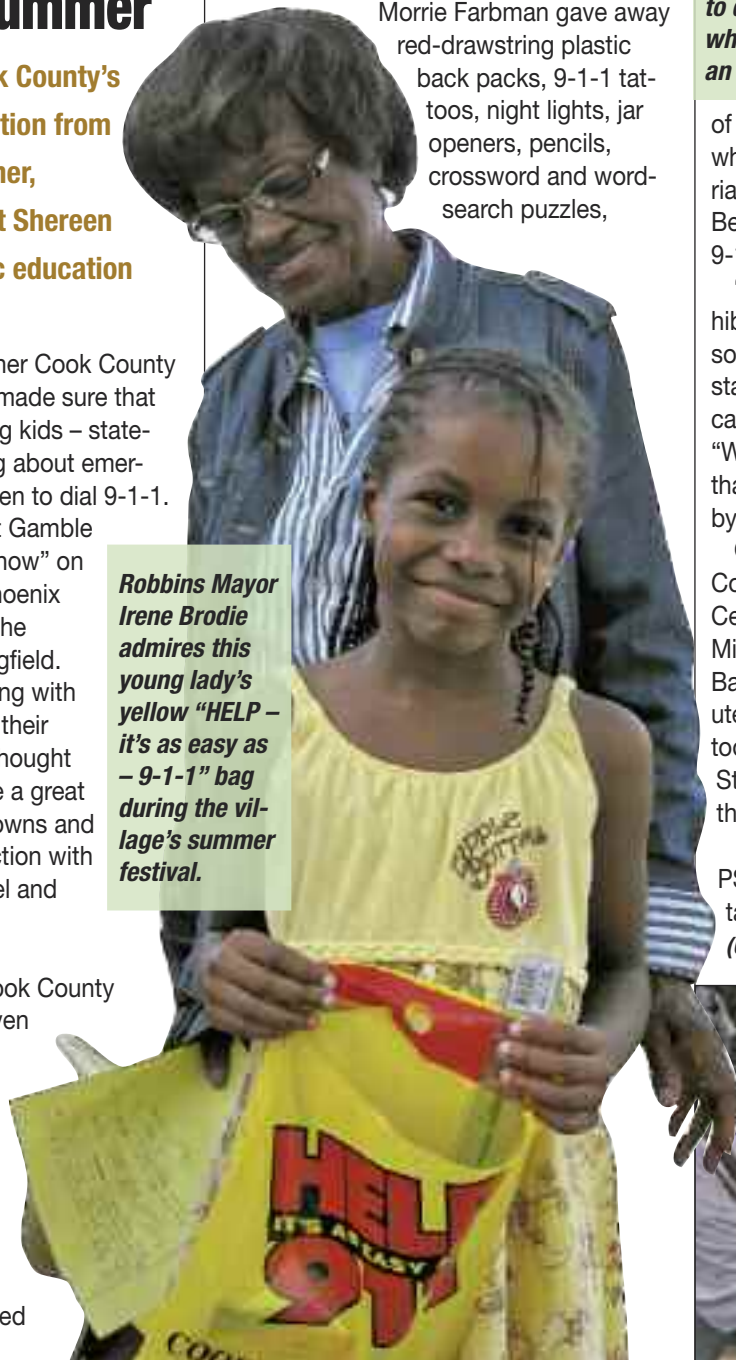 ummer
k County's
tion from
ner,
t Shereen
c education
ner Cook County
made sure that
g kids – state-
g about emer-
en to dial 9-1-1.
t Gamble
now” on
hoenix
he
gfield.
ng with
their
hought
e a great
owns and
ction with
el and
ook County
ven
ed
Robbins Mayor
Irene Brodie
admires this
young lady's
yellow “HELP –
it's as easy as
– 9-1-1” bag
during the vil-
lage's summer
festival.
Morrie Farbman gave away
red-drawstring plastic
back packs, 9-1-1 tat-
toos, night lights, jar
openers, pencils,
crossword and word-
search puzzles,
HELP
IT'S AS EASY
911
COO
to
wh
an
of
wh
ria
Be
9-
hib
so
sta
ca
“W
tha
by
Co
Ce
Mi
Ba
ute
too
St
th
PS
ta